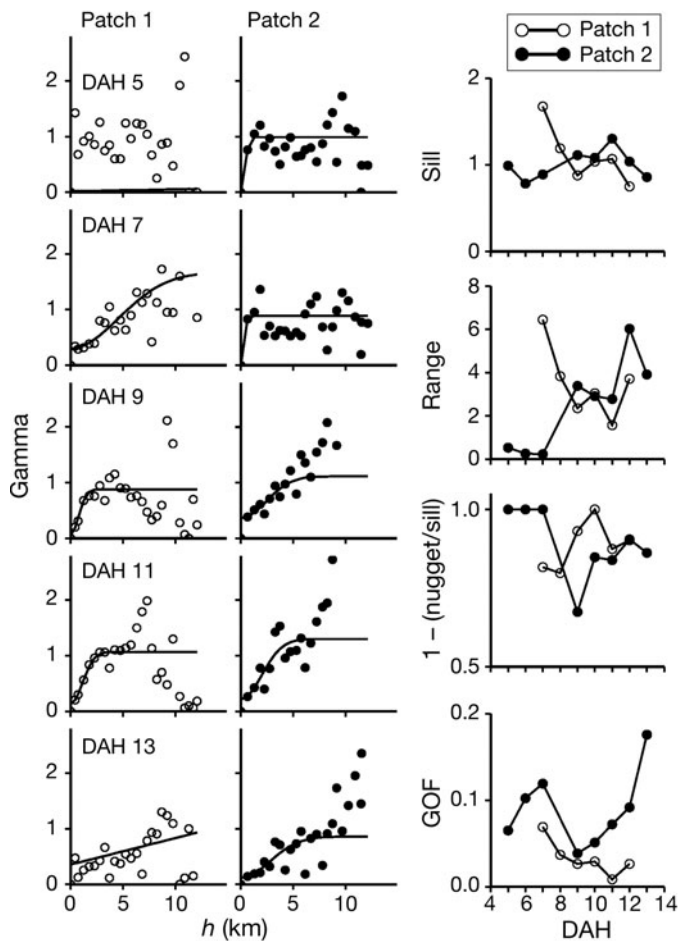 Patch 1 Patch 2
Patch 1
Patch 2
DAH 5
2
1
0
DAH 7
2
1
0
DAH 9
2
1
0
DAH 11
2
1
0
DAH 13
2
1
0
0 5 10 0 5 10
Gamma
h (km)
2
1
0
Sill
8
6
4
2
0
Range
1.0
0.5
1 – (nugget/sill)
0.2
0.1
0.0
GOF
4 6 8 10 12 14
DAH